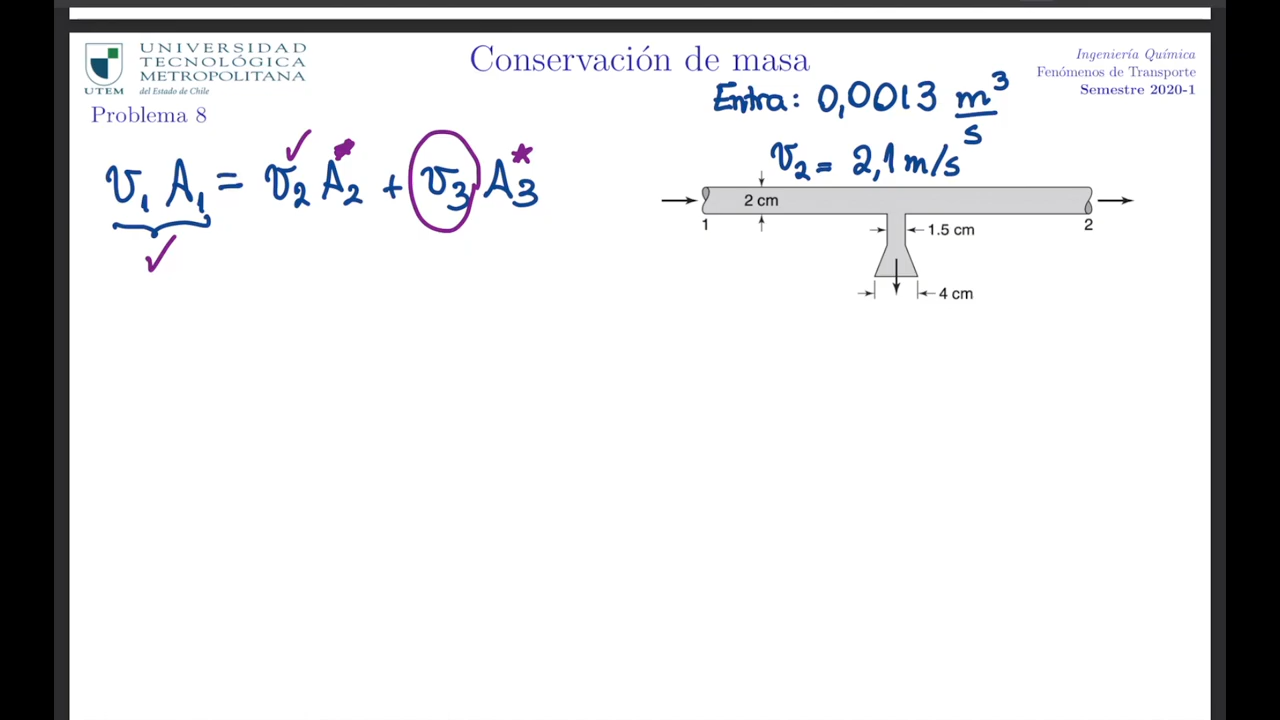 UNIVERSIDAD
TECNOLÓGICA
METROPOLITANA
UTEM
del Estado de Chile
Conservación de masa
Ingeniería Química
Fenómenos de Transporte
Semestre 2020-1
Problema 8
Entra: 0,0013 m³/s
v₂ = 2,1 m/s
v₁ A₁ = v₂ A₂ + v₃ A₃
2 cm
1
2
1.5 cm
4 cm